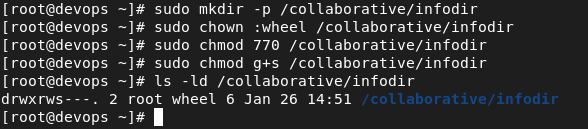 [root@devops ~]# sudo mkdir -p /collaborative/infodir
[root@devops ~]# sudo chown :wheel /collaborative/infodir
[root@devops ~]# sudo chmod 770 /collaborative/infodir
[root@devops ~]# sudo chmod g+s /collaborative/infodir
[root@devops ~]# ls -ld /collaborative/infodir
drwxrws---. 2 root wheel 6 Jan 26 14:51 /collaborative/infodir
[root@devops ~]#